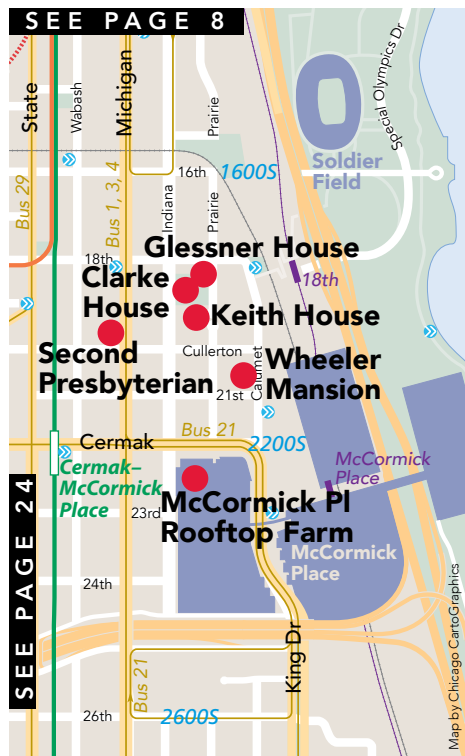 SEE PAGE 8
State
Wabash
Michigan
Prairie
Special Olympics Dr
Soldier
Field
Bus 29
Bus 1, 3, 4
16th
1600S
Indiana
Prairie
18th
Glessner House
18th
Clarke
House
Keith House
Second
Presbyterian
Cullerton
Calumet
Wheeler
Mansion
21st
Bus 21
Cermak
2200S
Cermak–
McCormick
Place
McCormick
Place
McCormick Pl
Rooftop Farm
23rd
McCormick
Place
SEE PAGE 24
24th
King Dr
Bus 21
26th
2600S
Map by Chicago CartoGraphics